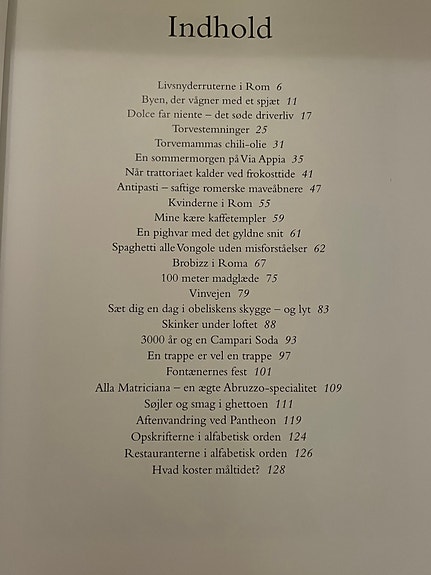 Indhold
Livsnyderruterne i Rom 6
Byen, der vågner med et spjæt 11
Dolce far niente – det søde driverliv 17
Torvestemninger 25
Torvemammas chili-olie 31
En sommermorgen på Via Appia 35
Når trattoriaet kalder ved frokosttide 41
Antipasti – saftige romerske maveåbnere 47
Kvinderne i Rom 55
Mine kære kaffetempler 59
En pighvar med det gyldne snit 61
Spaghetti alle Vongole uden misforståelser 62
Brobizz i Roma 67
100 meter madglæde 75
Vinvejen 79
Sæt dig en dag i obeliskens skygge – og lyt 83
Skinker under loftet 88
3000 år og en Campari Soda 93
En trappe er vel en trappe 97
Fontænernes fest 101
Alla Matriciana – en ægte Abruzzo-specialitet 109
Søjler og smag i ghettoen 111
Aftenvandring ved Pantheon 119
Opskrifterne i alfabetisk orden 124
Restauranterne i alfabetisk orden 126
Hvad koster måltidet? 128